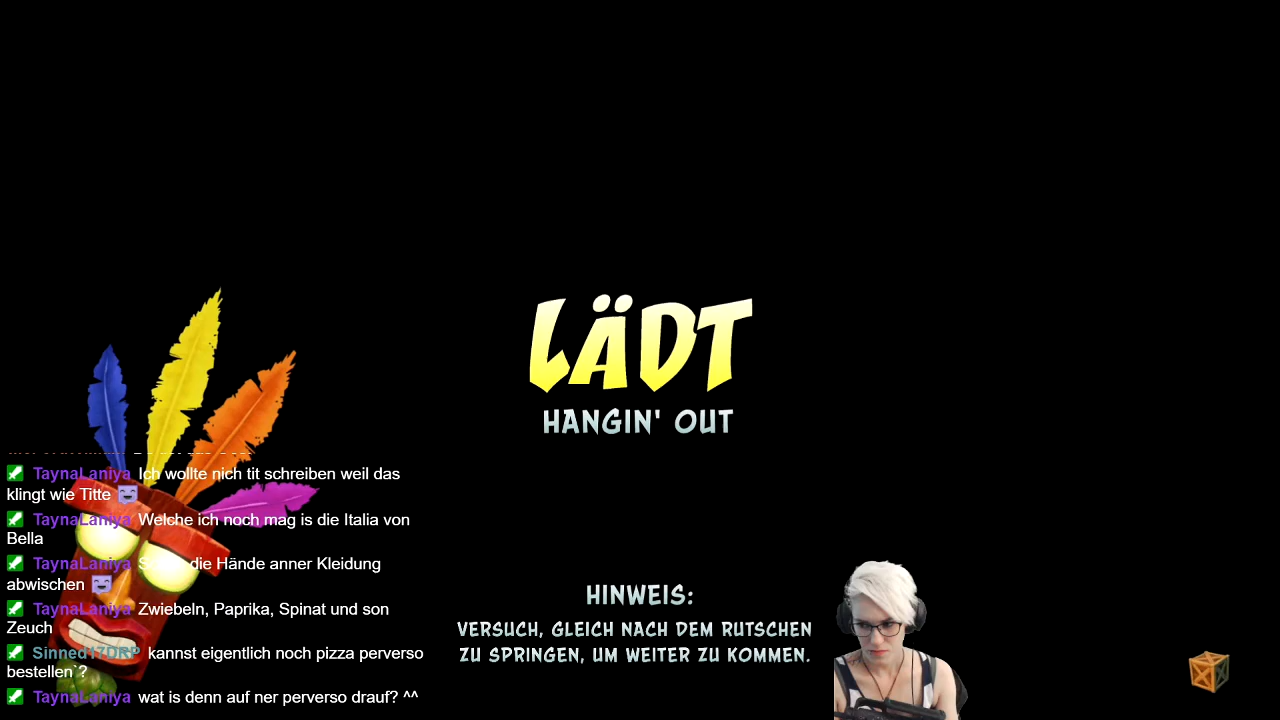 LÄDT
HANGIN' OUT
TaynaLaniya Ich wollte nich tit schreiben weil das
klingt wie Titte
TaynaLaniya Welche ich noch mag is die Italia von
Bella
TaynaLaniya die Hände anner Kleidung
abwischen
TaynaLaniya Zwiebeln, Paprika, Spinat und son
Zeuch
Sinned17DRP kannst eigentlich noch pizza perverso
bestellen`?
TaynaLaniya wat is denn auf ner perverso drauf? ^^
HINWEIS:
VERSUCH, GLEICH NACH DEM RUTSCHEN
ZU SPRINGEN, UM WEITER ZU KOMMEN.